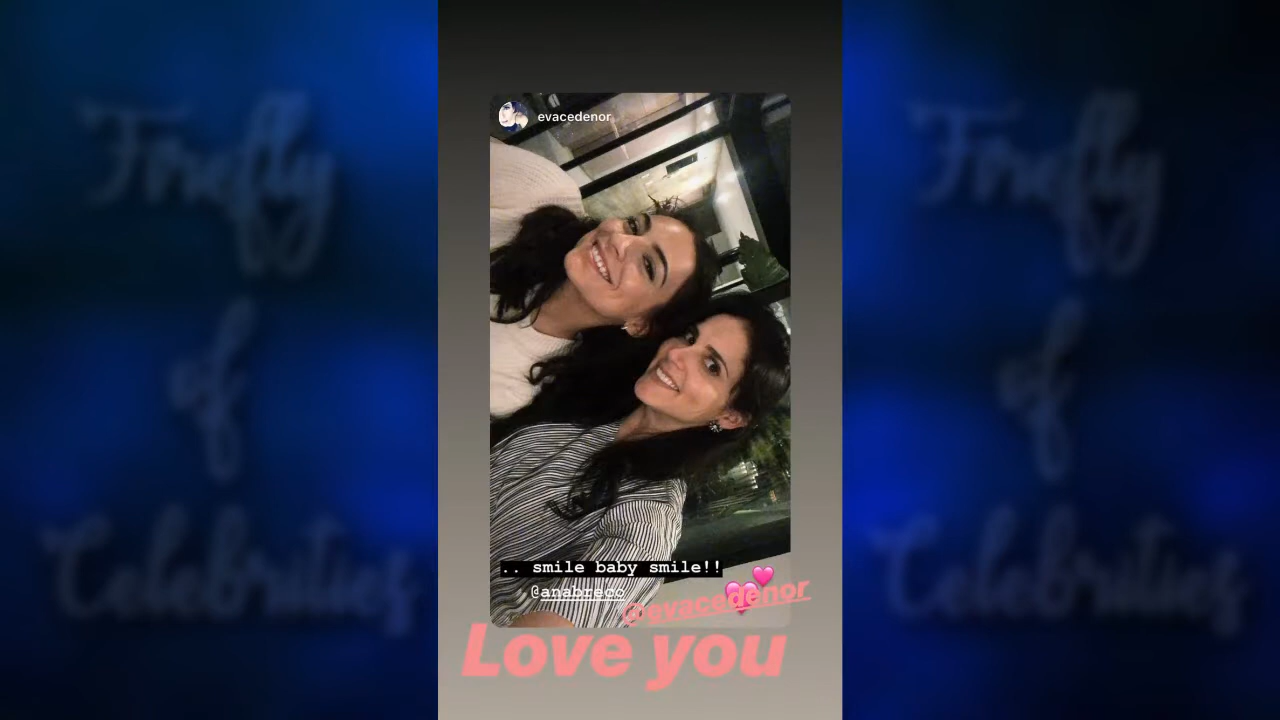 Firefly
of
Celebrities
evacedenor
.. smile baby smile!!
@anabreco
@evacedenor
Love you
Firefly
of
Celebrities